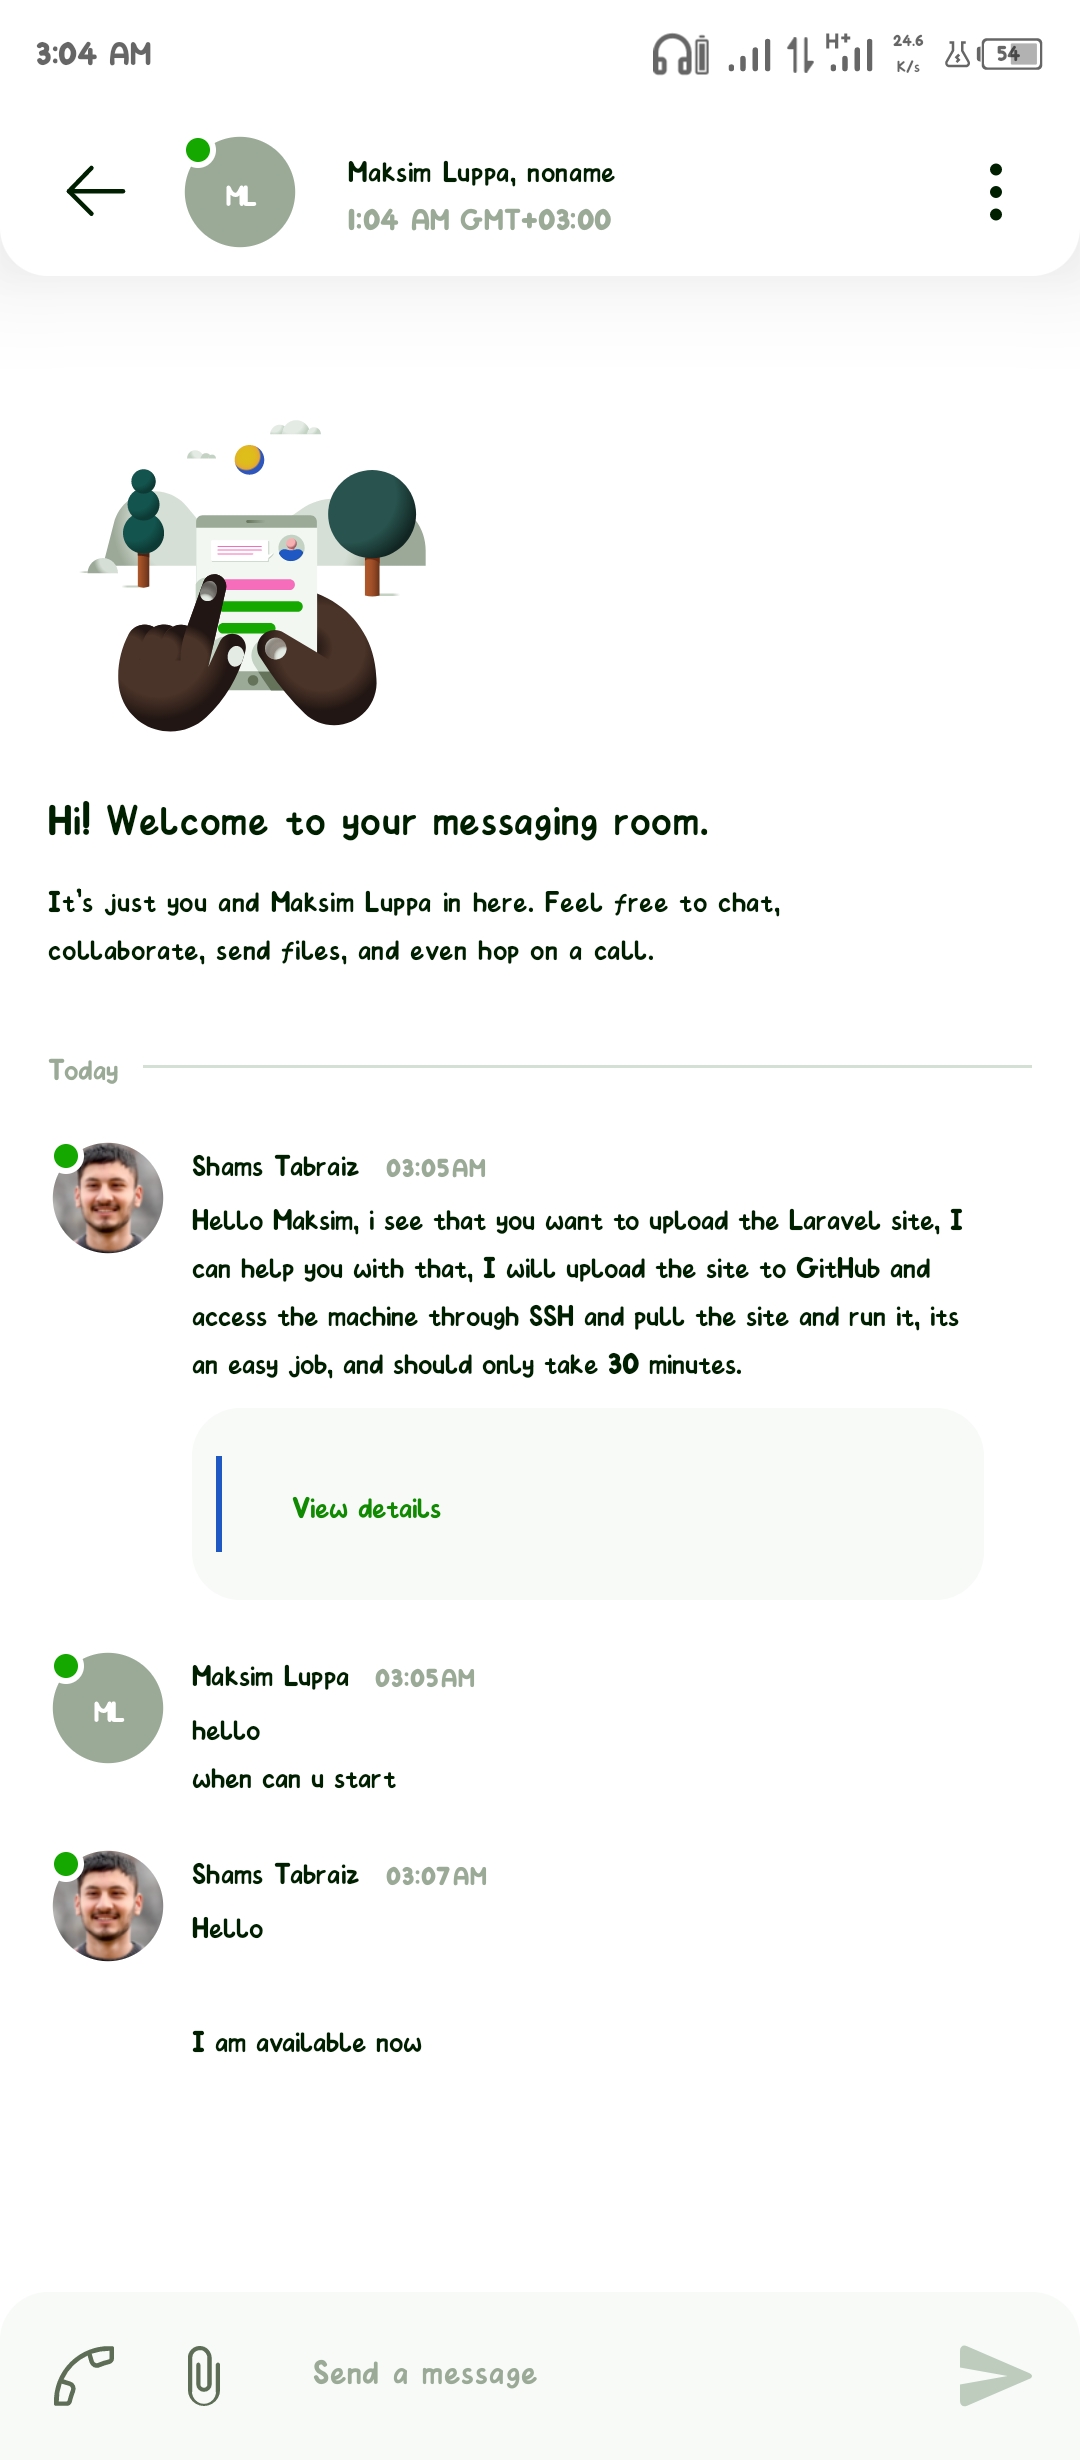 3:04 AM
H+
24.6
K/s
54
ML
Maksim Luppa, noname
1:04 AM GMT+03:00
Hi! Welcome to your messaging room.
It's just you and Maksim Luppa in here. Feel free to chat,
collaborate, send files, and even hop on a call.
Today
Shams Tabraiz 03:05AM
Hello Maksim, i see that you want to upload the Laravel site, I
can help you with that, I will upload the site to GitHub and
access the machine through SSH and pull the site and run it, its
an easy job, and should only take 30 minutes.
View details
ML
Maksim Luppa 03:05AM
hello
when can u start
Shams Tabraiz 03:07AM
Hello
I am available now
Send a message